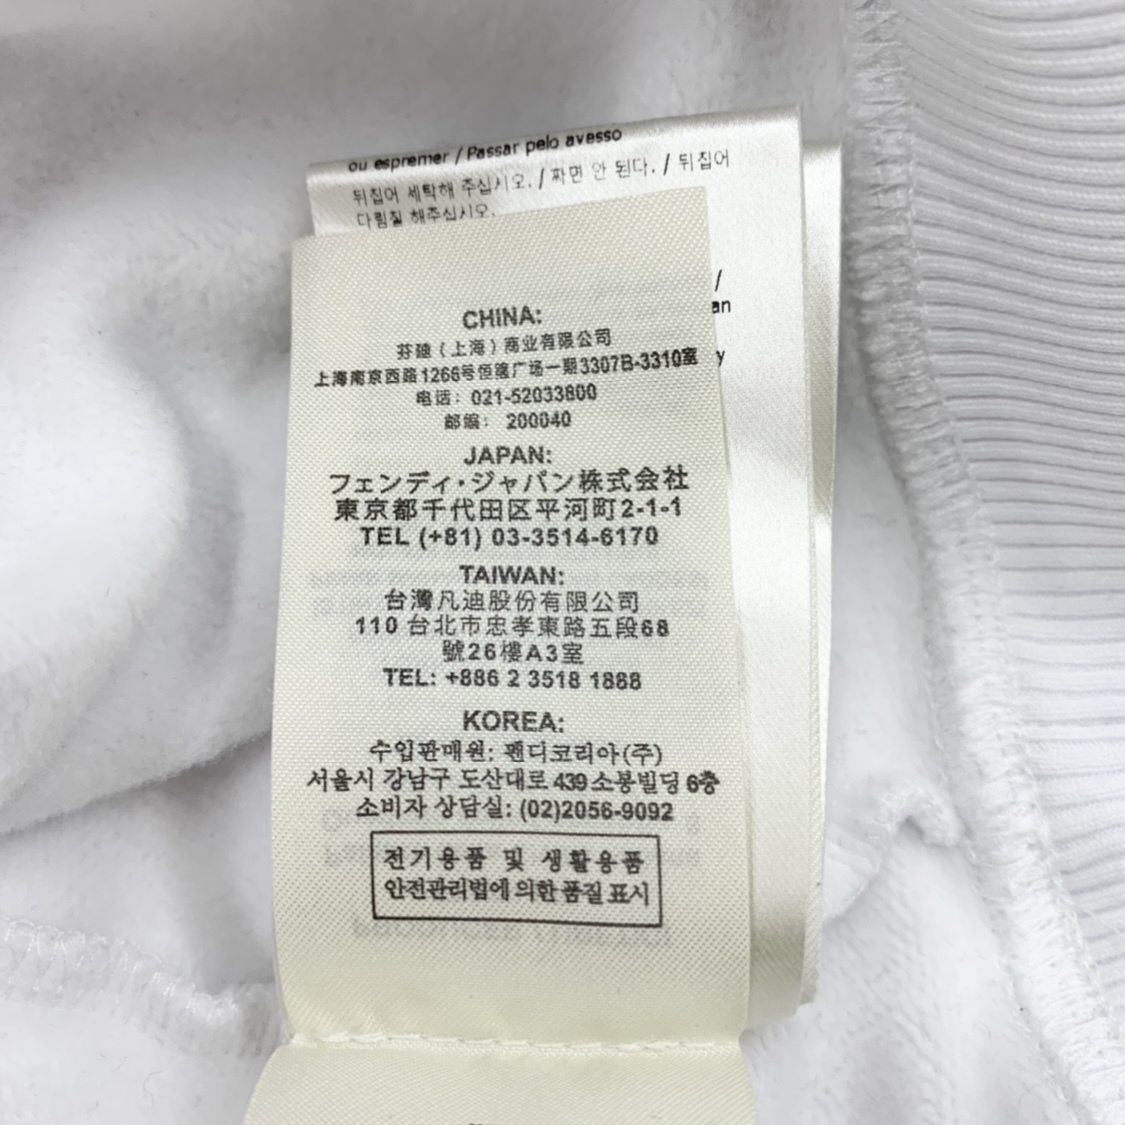 ou espremer / Passar pelo avesso
뒤집어 세탁해 주십시오. / 짜면 안 된다. / 뒤집어
다림질 해주십시오.
/
an
y
CHINA:
芬迪（上海）商业有限公司
上海南京西路1266号恒隆广场一期3307B-3310室
电话：021-52033800
邮编：200040
JAPAN:
フェンディ・ジャパン株式会社
東京都千代田区平河町2-1-1
TEL (+81) 03-3514-6170
TAIWAN:
台灣凡迪股份有限公司
110 台北市忠孝東路五段68
號26樓A3室
TEL: +886 2 3518 1888
KOREA:
수입판매원: 펜디코리아(주)
서울시 강남구 도산대로 439 소봉빌딩 6층
소비자 상담실: (02)2056-9092
전기용품 및 생활용품
안전관리법에 의한 품질 표시